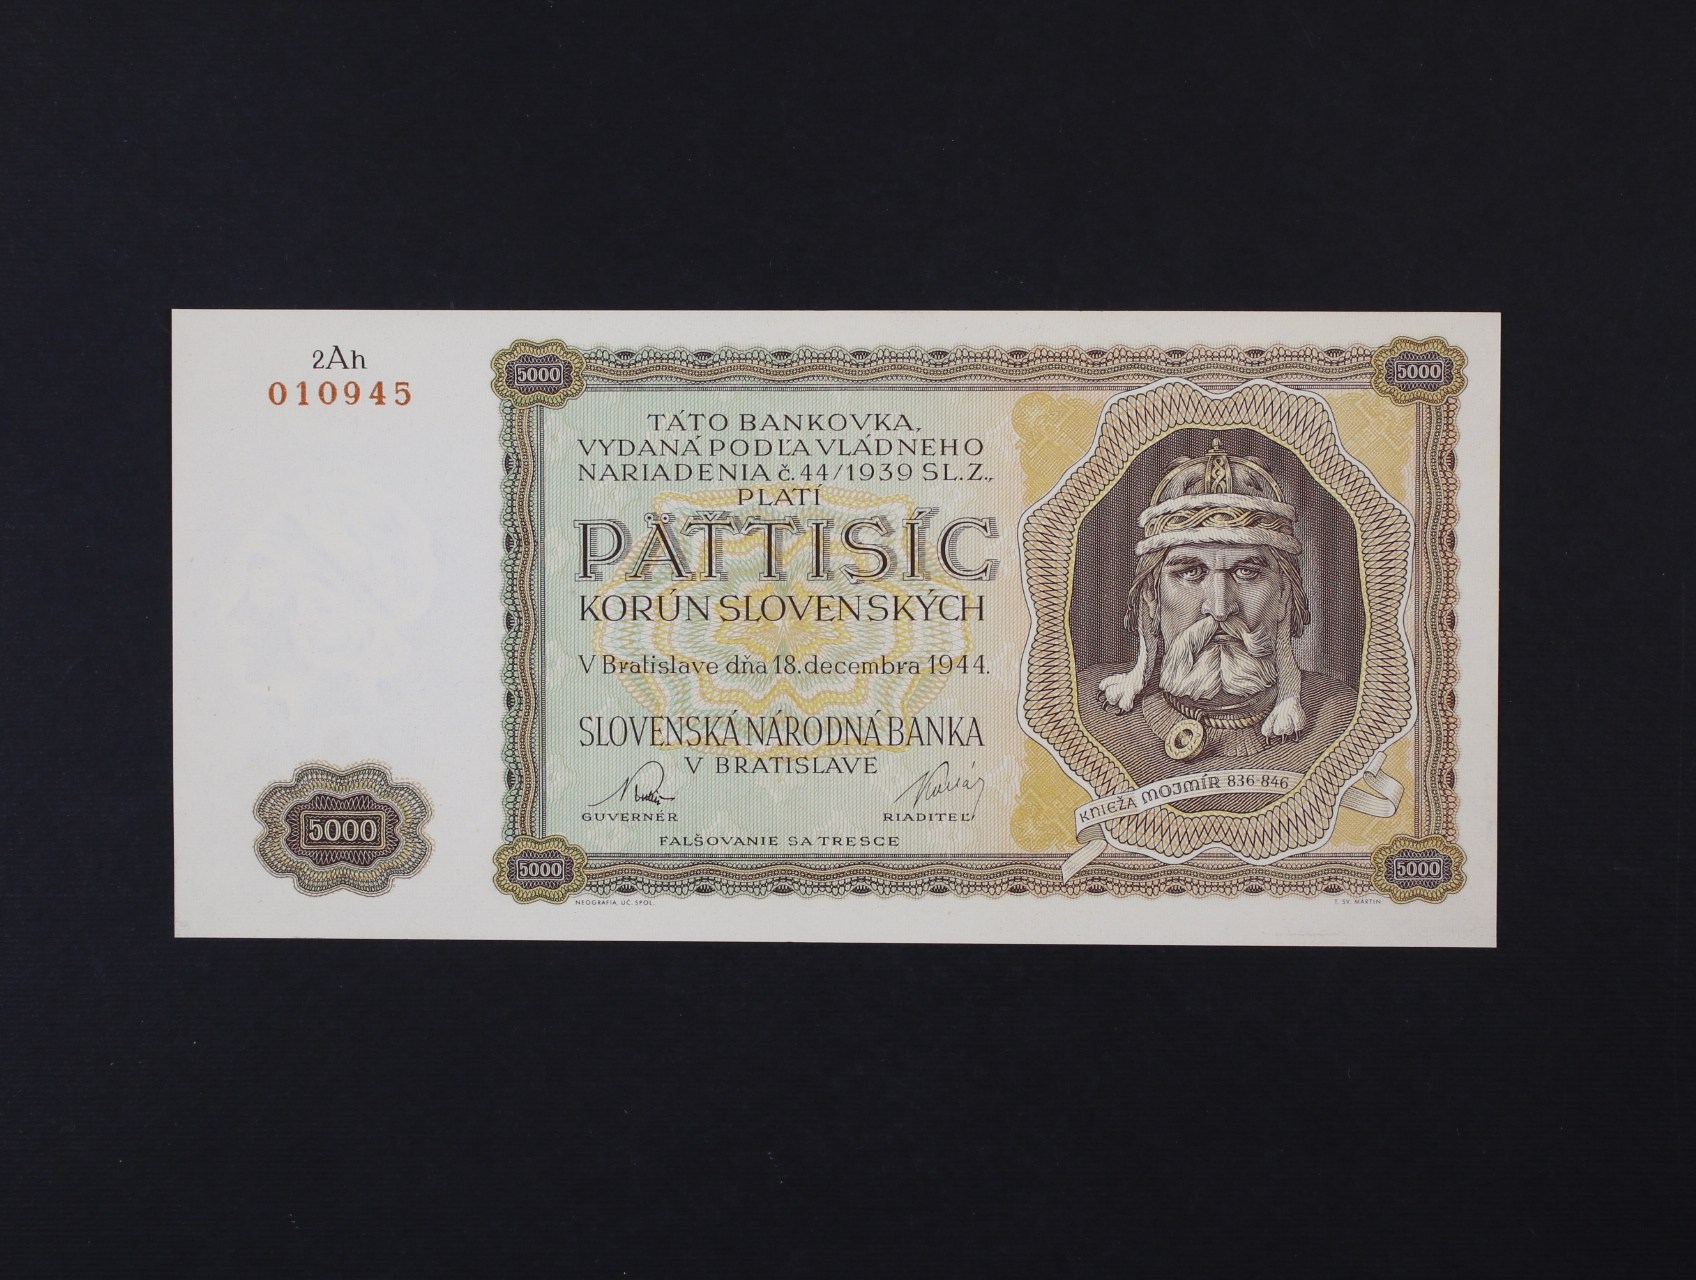 2Ah
010945
5000
5000
TÁTO BANKOVKA,
VYDANÁ PODĽA VLÁDNEHO
NARIADENIA č. 44/1939 SL. Z.,
PLATÍ
PÄŤTISÍC
KORÚN SLOVENSKÝCH
V Bratislave dňa 18. decembra 1944.
SLOVENSKÁ NÁRODNÁ BANKA
V BRATISLAVE
GUVERNÉR
RIADITEĽ
FALŠOVANIE SA TRESCE
KNIEŽA MOJMÍR 836-846
5000
5000
5000
NEOGRAFIA, ÚČ. SPOL.
T. SV. MARTIN